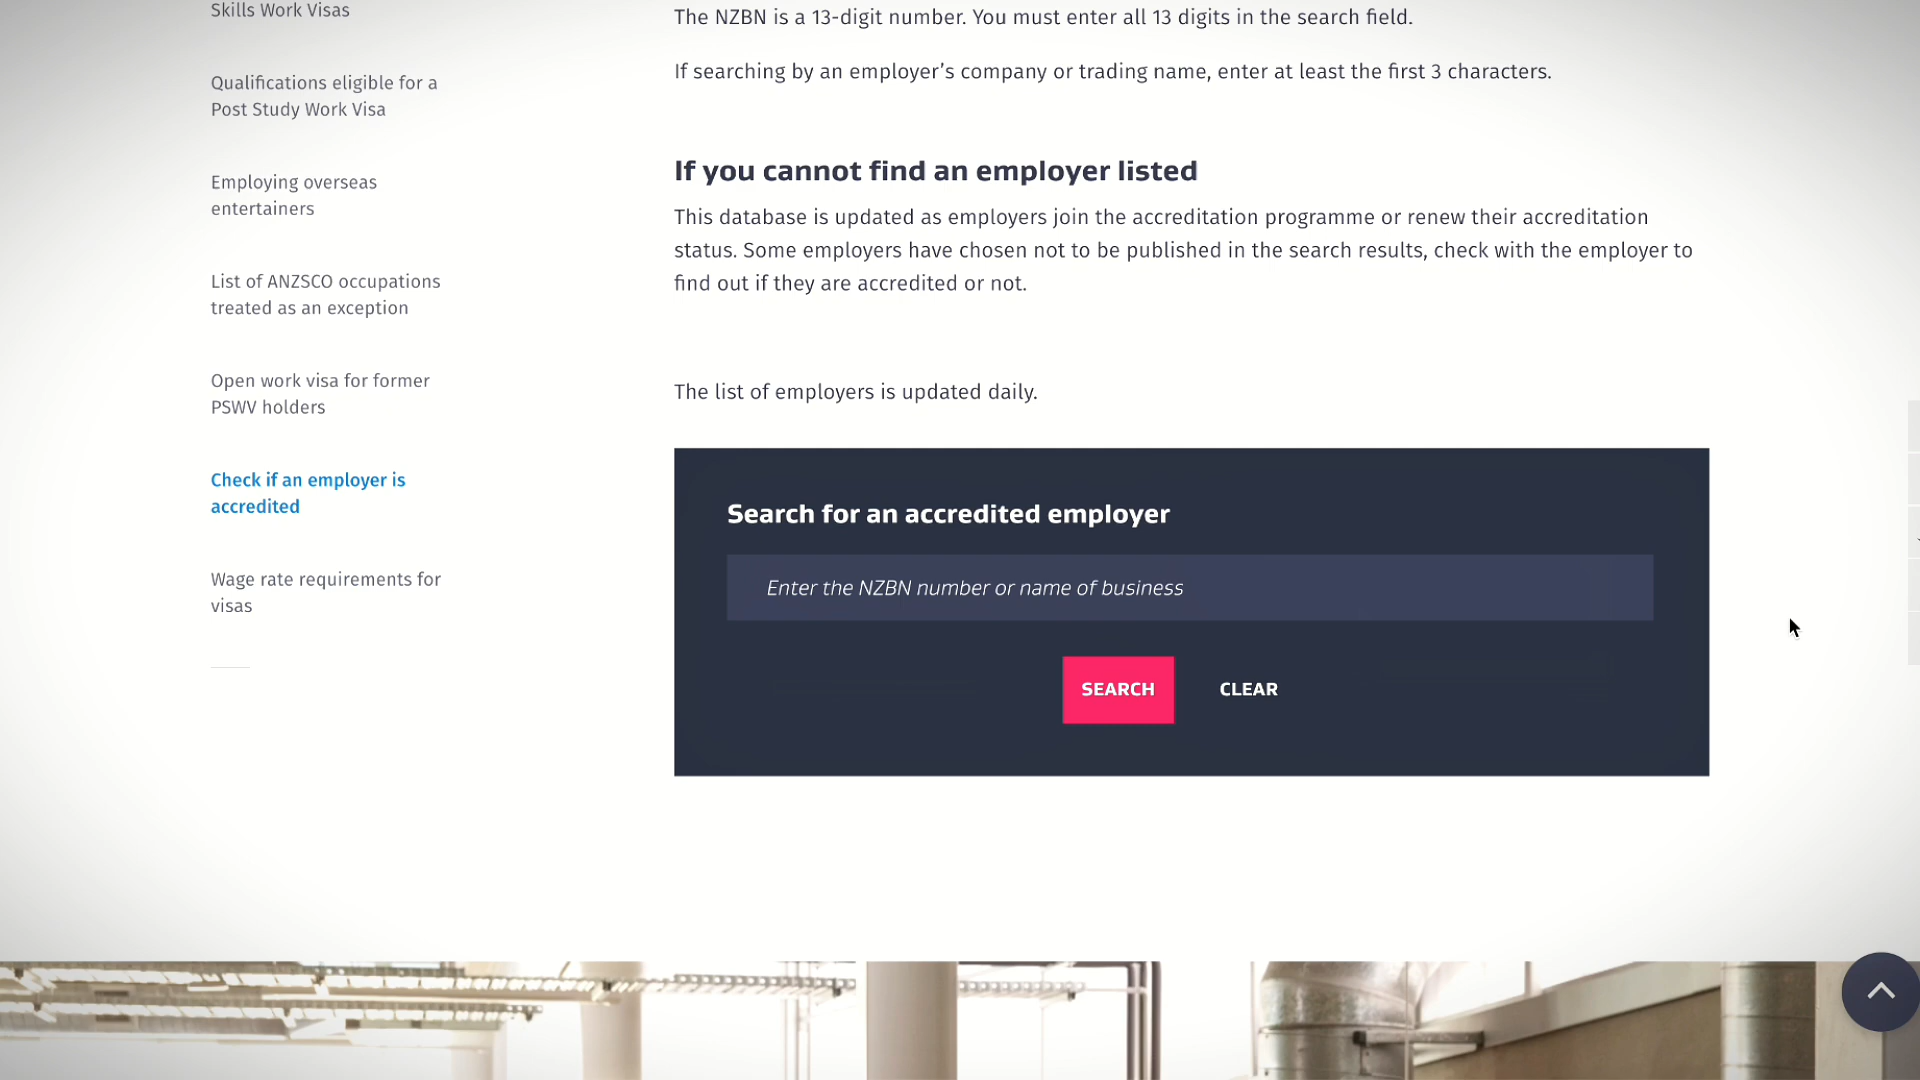 Skills Work Visas
Qualifications eligible for a
Post Study Work Visa
Employing overseas
entertainers
List of ANZSCO occupations
treated as an exception
Open work visa for former
PSWV holders
Check if an employer is
accredited
Wage rate requirements for
visas
The NZBN is a 13-digit number. You must enter all 13 digits in the search field.
If searching by an employer’s company or trading name, enter at least the first 3 characters.
If you cannot find an employer listed
This database is updated as employers join the accreditation programme or renew their accreditation
status. Some employers have chosen not to be published in the search results, check with the employer to
find out if they are accredited or not.
The list of employers is updated daily.
Search for an accredited employer
Enter the NZBN number or name of business
SEARCH
CLEAR